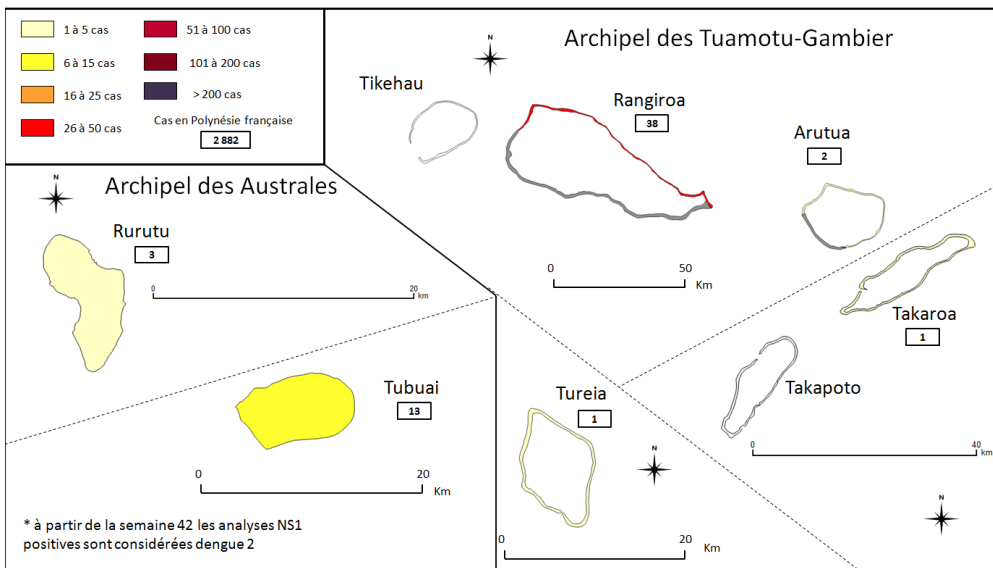 1 à 5 cas
6 à 15 cas
16 à 25 cas
26 à 50 cas
51 à 100 cas
101 à 200 cas
> 200 cas
Cas en Polynésie française
2 882
Archipel des Tuamotu-Gambier
N
Tikehau
Rangiroa
38
Arutua
2
0
50
Km
Takaroa
1
Takapoto
0
40
km
N
Archipel des Australes
N
Rurutu
3
0
20
km
Tubuai
13
0
20
Km
Tureia
1
N
0
20
Km
* à partir de la semaine 42 les analyses NS1
positives sont considérées dengue 2